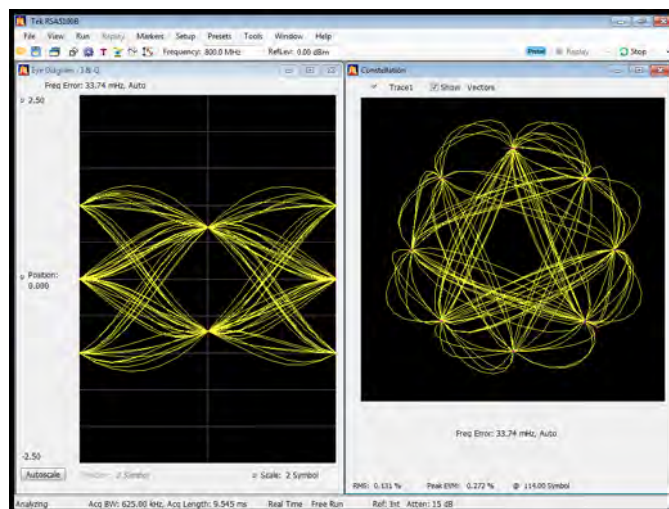 Tek RSA5100B
File View Run Replay Markers Setup Presets Tools Window Help
Frequency: 800.0 MHz RefLev: 0.00 dBm
Preset Replay Stop
Eye Diagram - I & Q
Constellation
Freq Error: 33.74 mHz, Auto
Trace1 Show Vectors
2.50
Position:
0.000
-2.50
Autoscale
2 Symbol
Scale: 2 Symbol
Freq Error: 33.74 mHz, Auto
RMS: 0.131 % Peak EVM: 0.272 % @ 114.00 Symbol
Analyzing Acq BW: 625.00 kHz, Acq Length: 9.545 ms Real Time Free Run Ref: Int Atten: 15 dB